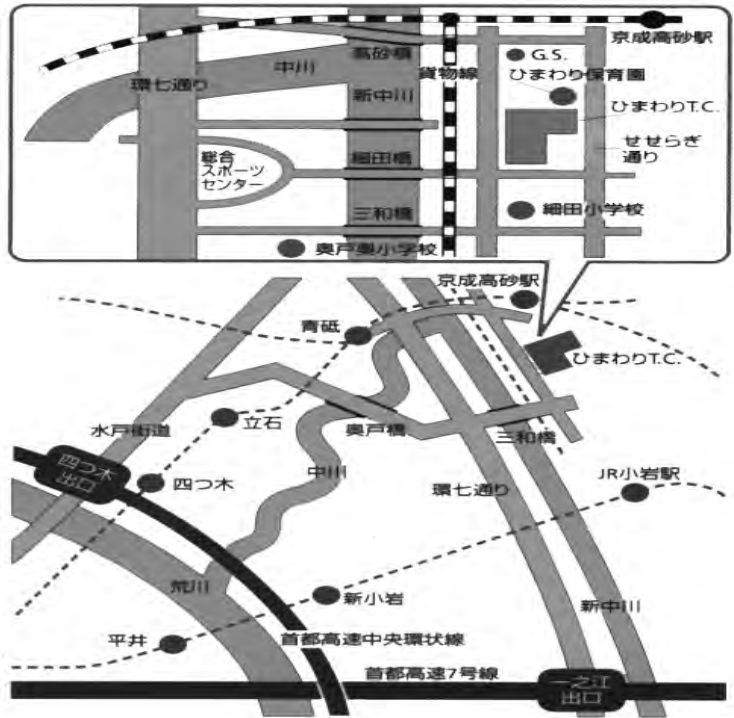 京成高砂駅
高砂橋
G.S.
中川
貨物線
ひまわり保育園
環七通り
新中川
ひまわりT.C.
総合
スポーツ
センター
細田橋
せせらぎ
通り
三和橋
細田小学校
奥戸奥小学校
京成高砂駅
青砥
ひまわりT.C.
水戸街道
立石
奥戸橋
三和橋
四つ木
出口
四つ木
中川
環七通り
JR小岩駅
荒川
新小岩
新中川
平井
首都高速中央環状線
首都高速7号線
一之江
出口